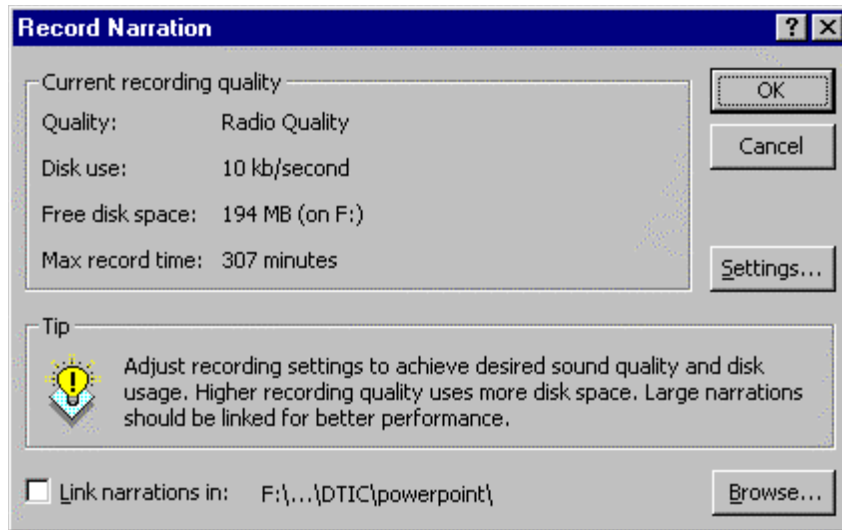 Record Narration
Current recording quality
Quality: Radio Quality
Disk use: 10 kb/second
Free disk space: 194 MB (on F:)
Max record time: 307 minutes
OK
Cancel
Settings...
Tip
Adjust recording settings to achieve desired sound quality and disk
usage. Higher recording quality uses more disk space. Large narrations
should be linked for better performance.
Link narrations in: F:\...\DTIC\powerpoint\
Browse...